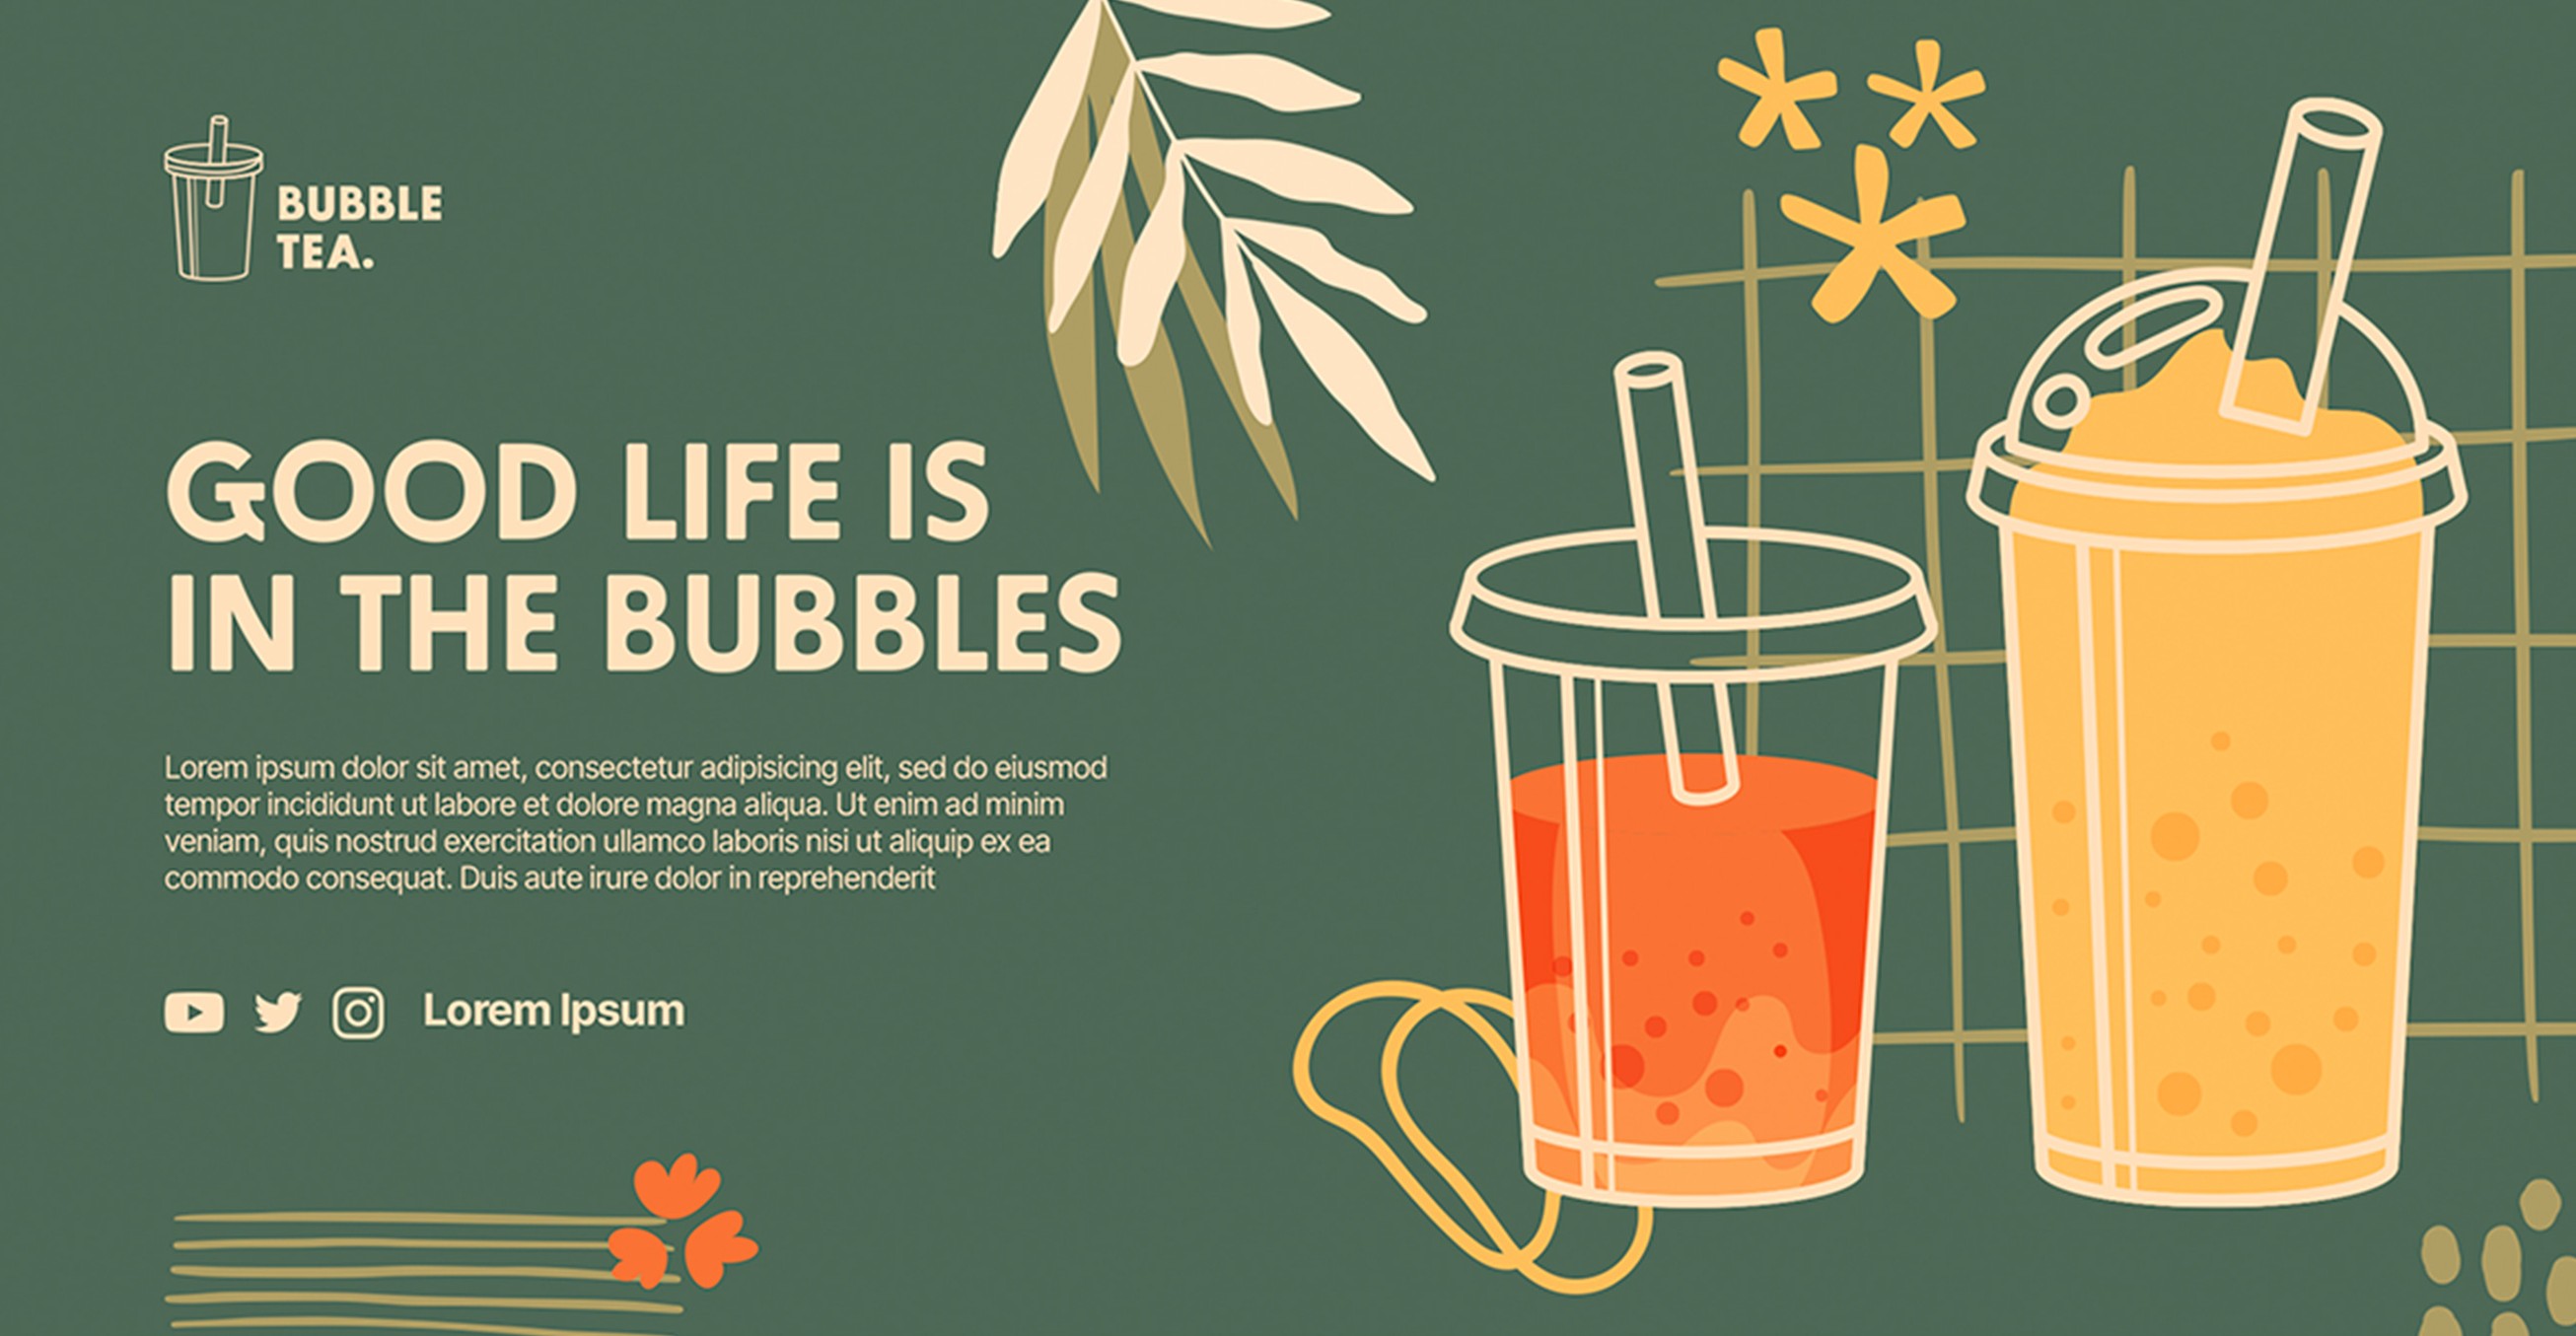 BUBBLE
TEA.
GOOD LIFE IS
IN THE BUBBLES
Lorem ipsum dolor sit amet, consectetur adipisicing elit, sed do eiusmod
tempor incididunt ut labore et dolore magna aliqua. Ut enim ad minim
veniam, quis nostrud exercitation ullamco laboris nisi ut aliquip ex ea
commodo consequat. Duis aute irure dolor in reprehenderit
Lorem Ipsum